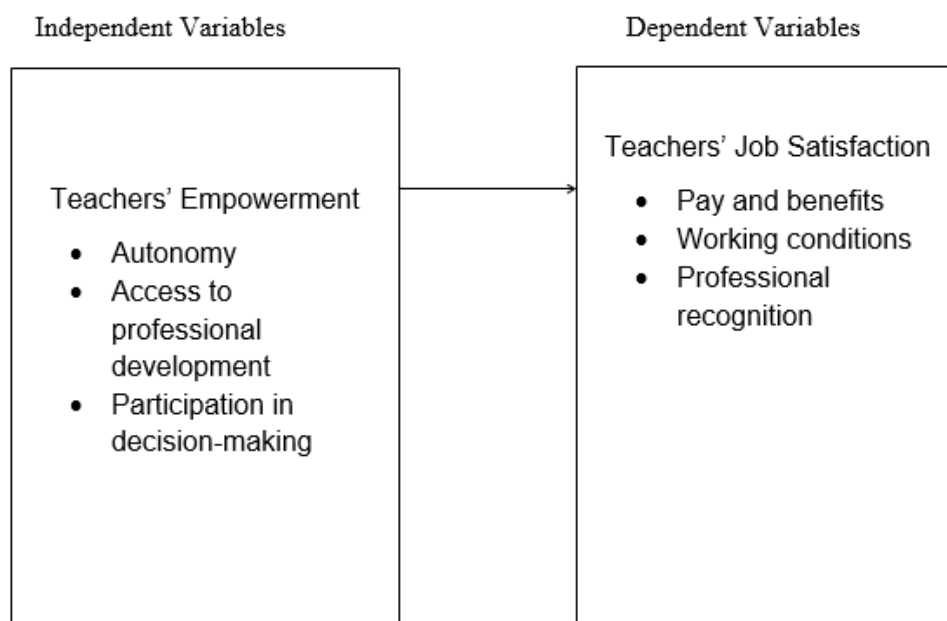 Independent Variables
Dependent Variables
Teachers’ Empowerment
• Autonomy
• Access to
professional
development
• Participation in
decision-making
Teachers’ Job Satisfaction
• Pay and benefits
• Working conditions
• Professional
recognition